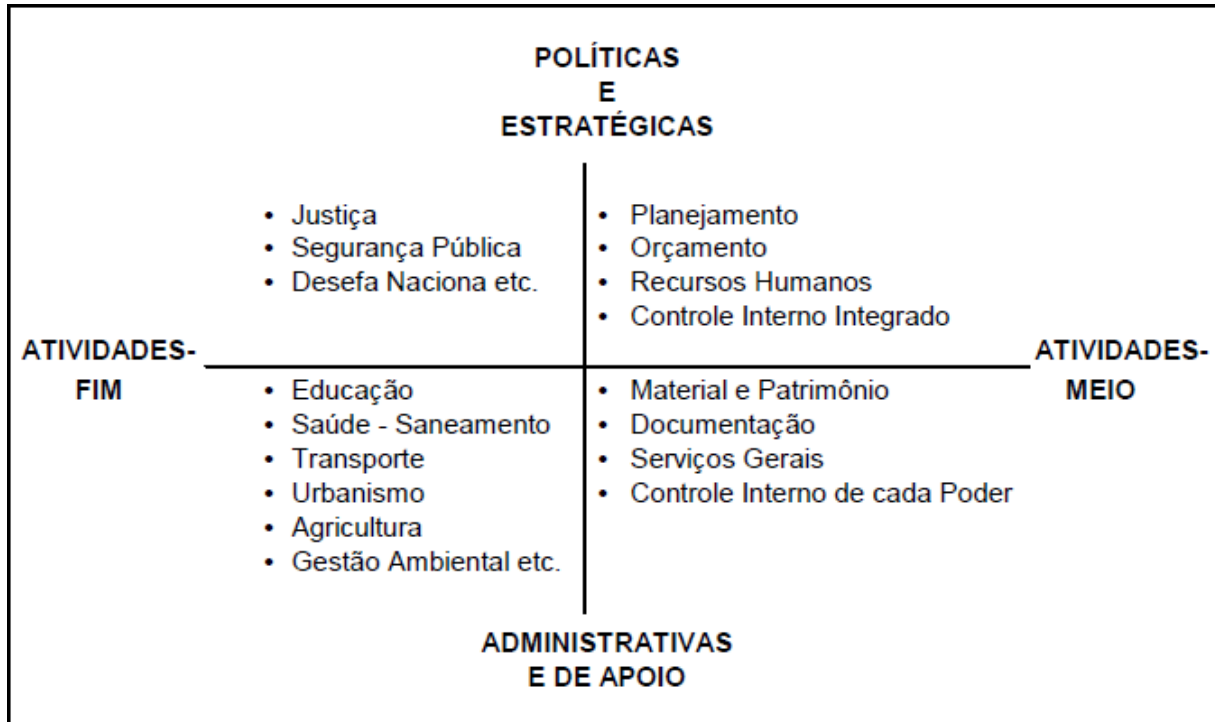 POLÍTICAS
E
ESTRATÉGICAS
• Justiça
• Segurança Pública
• Desefa Naciona etc.
• Planejamento
• Orçamento
• Recursos Humanos
• Controle Interno Integrado
ATIVIDADES-
FIM
ATIVIDADES-
MEIO
• Educação
• Saúde - Saneamento
• Transporte
• Urbanismo
• Agricultura
• Gestão Ambiental etc.
• Material e Patrimônio
• Documentação
• Serviços Gerais
• Controle Interno de cada Poder
ADMINISTRATIVAS
E DE APOIO